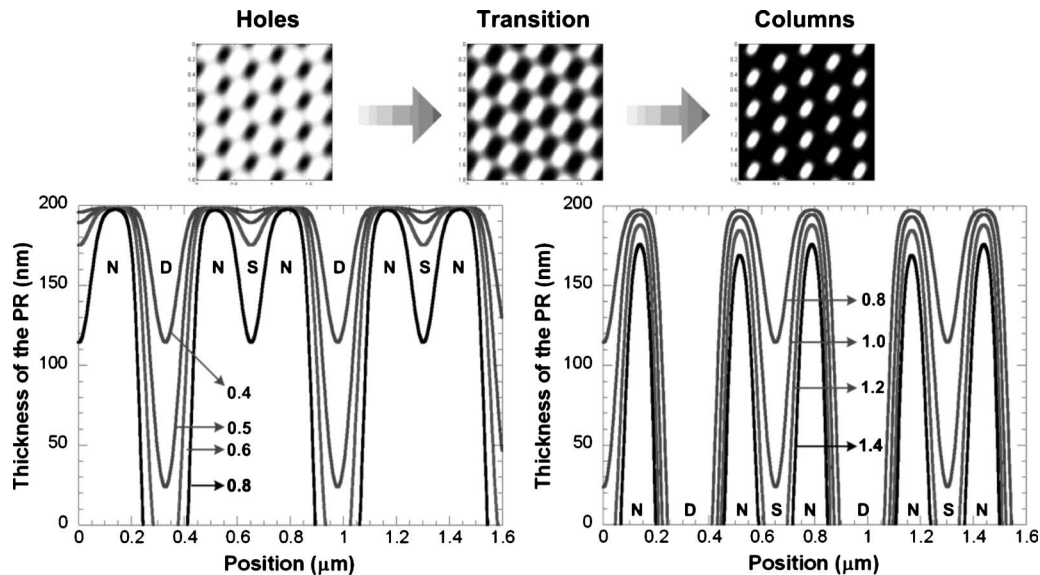 Holes
Transition
Columns
200
150
100
50
0
Thickness of the PR (nm)
N D N S N D N S N
0.4
0.5
0.6
0.8
0 0.2 0.4 0.6 0.8 1 1.2 1.4 1.6
Position (μm)
200
150
100
50
0
Thickness of the PR (nm)
0.8
1.0
1.2
1.4
N D N S N D N S N
0 0.2 0.4 0.6 0.8 1 1.2 1.4 1.6
Position (μm)